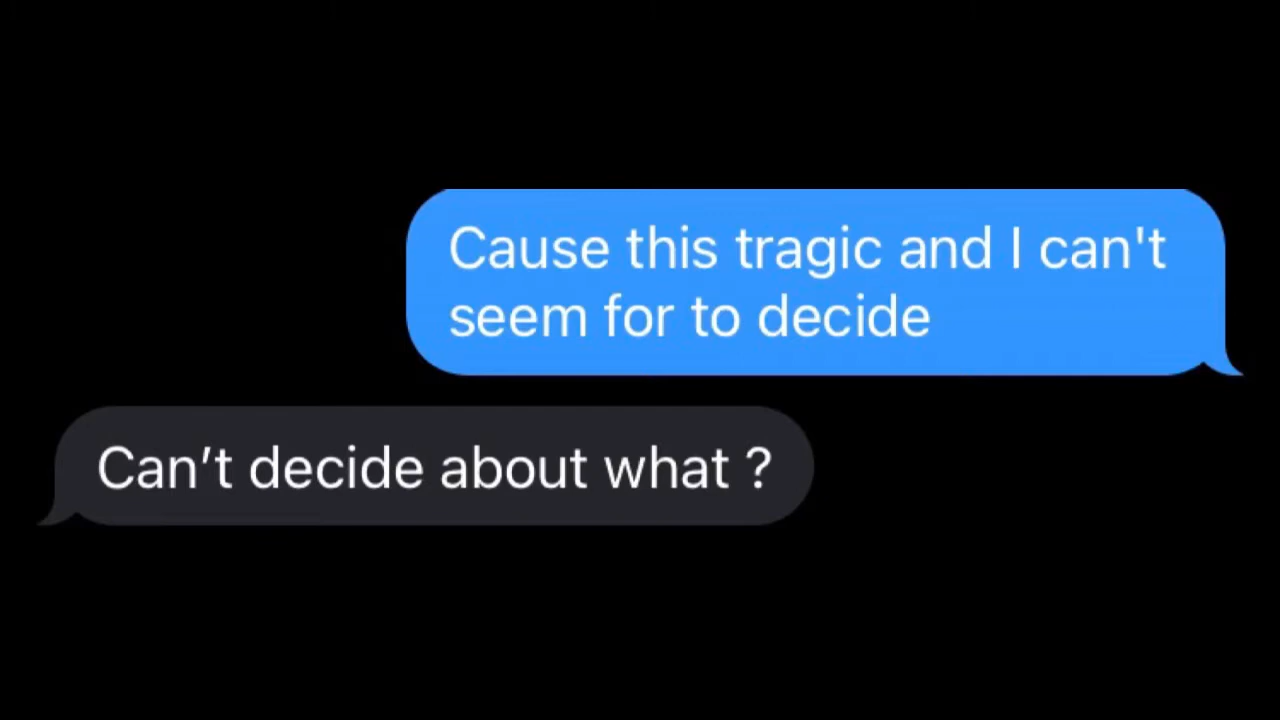 Cause this tragic and I can't
seem for to decide
Can’t decide about what ?